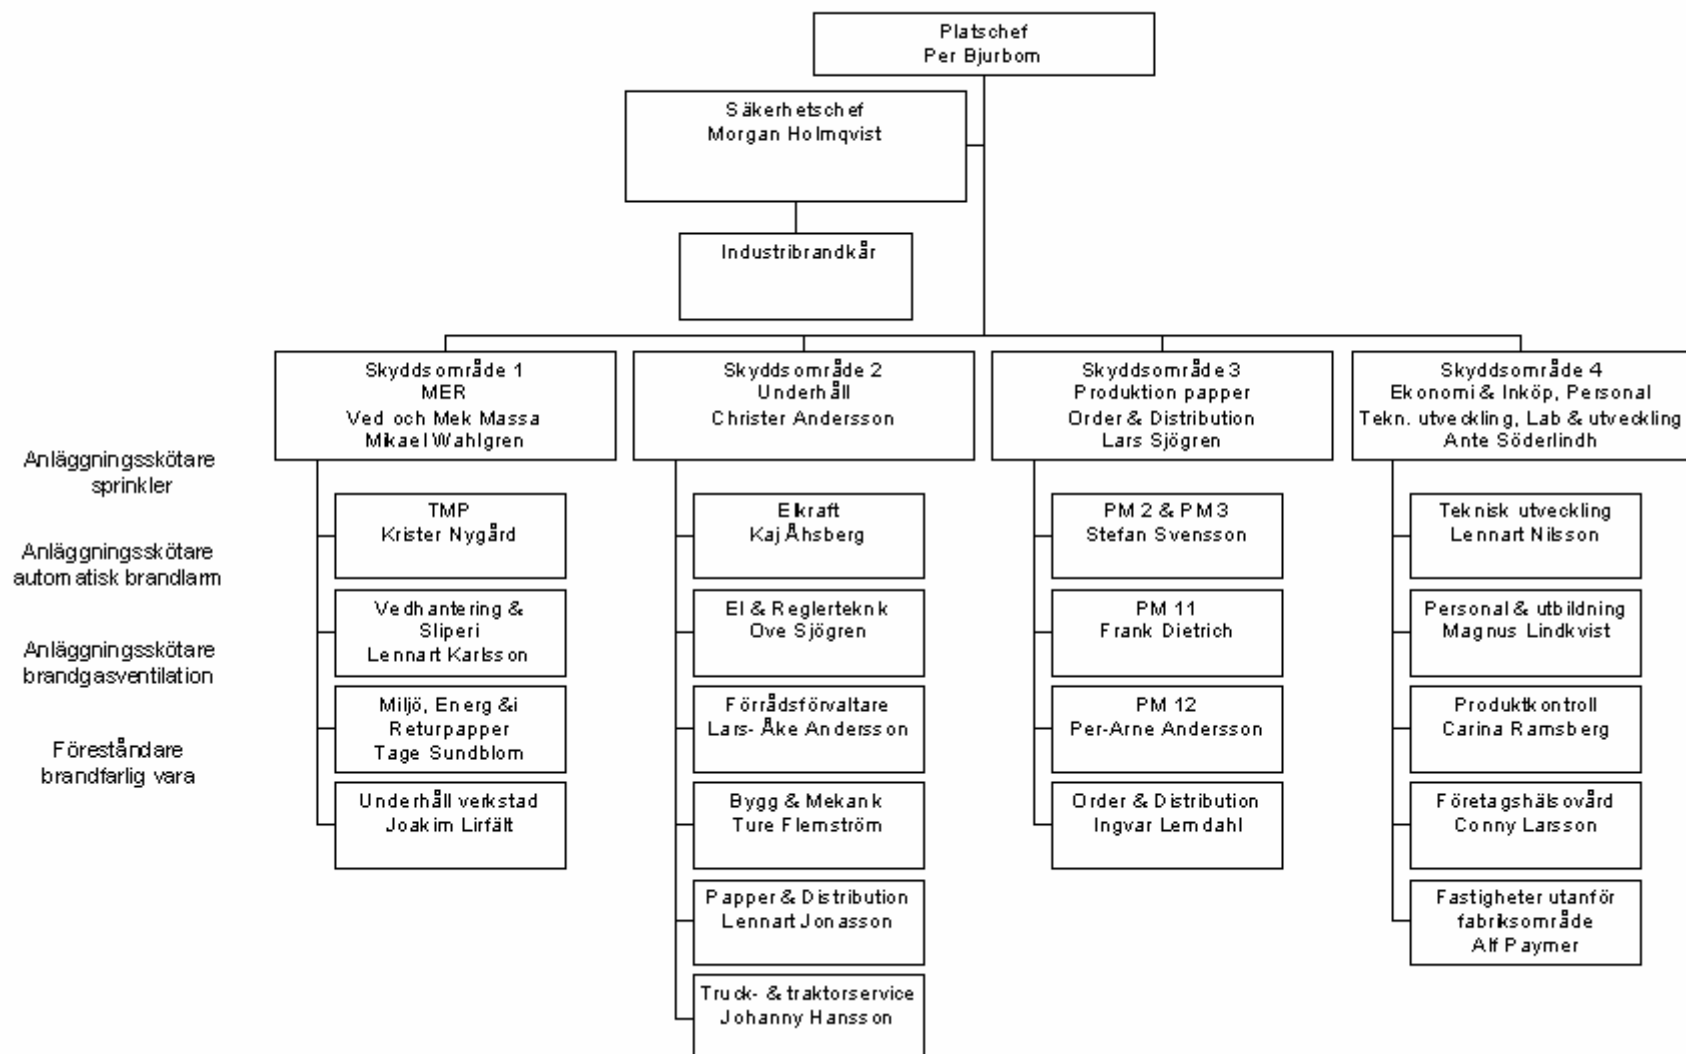 Platschef
Per Bjurbom
Säkerhetschef
Morgan Holmqvist
Industribrandkår
Skyddsområde 1
MER
Ved och Mek Massa
Mikael Wahlgren
Skyddsområde 2
Underhåll
Christer Andersson
Skyddsområde 3
Produktion papper
Order & Distribution
Lars Sjögren
Skyddsområde 4
Ekonomi & Inköp, Personal
Tekn. utveckling, Lab & utveckling
Ante Söderlindh
Anläggningsskötare
sprinkler
Anläggningsskötare
automatisk brandlarm
Anläggningsskötare
brandgasventilation
Föreståndare
brandfarlig vara
TMP
Krister Nygård
Vedhantering &
Sliperi
Lennart Karlsson
Miljö, Energ &i
Returpapper
Tage Sundblom
Underhåll verkstad
Joakim Lirfält
Elkraft
Kaj Åhsberg
El & Reglerteknk
Ove Sjögren
Förrådsförvaltare
Lars- Åke Andersson
Bygg & Mekank
Ture Flemström
Papper & Distribution
Lennart Jonasson
Truck- & traktorservice
Johanny Hansson
PM 2 & PM 3
Stefan Svensson
PM 11
Frank Dietrich
PM 12
Per-Arne Andersson
Order & Distribution
Ingvar Lemdahl
Teknisk utveckling
Lennart Nilsson
Personal & utbildning
Magnus Lindkvist
Produktkontroll
Carina Ramsberg
Företagshälsovård
Conny Larsson
Fastigheter utanför
fabriksområde
Alf Paymer